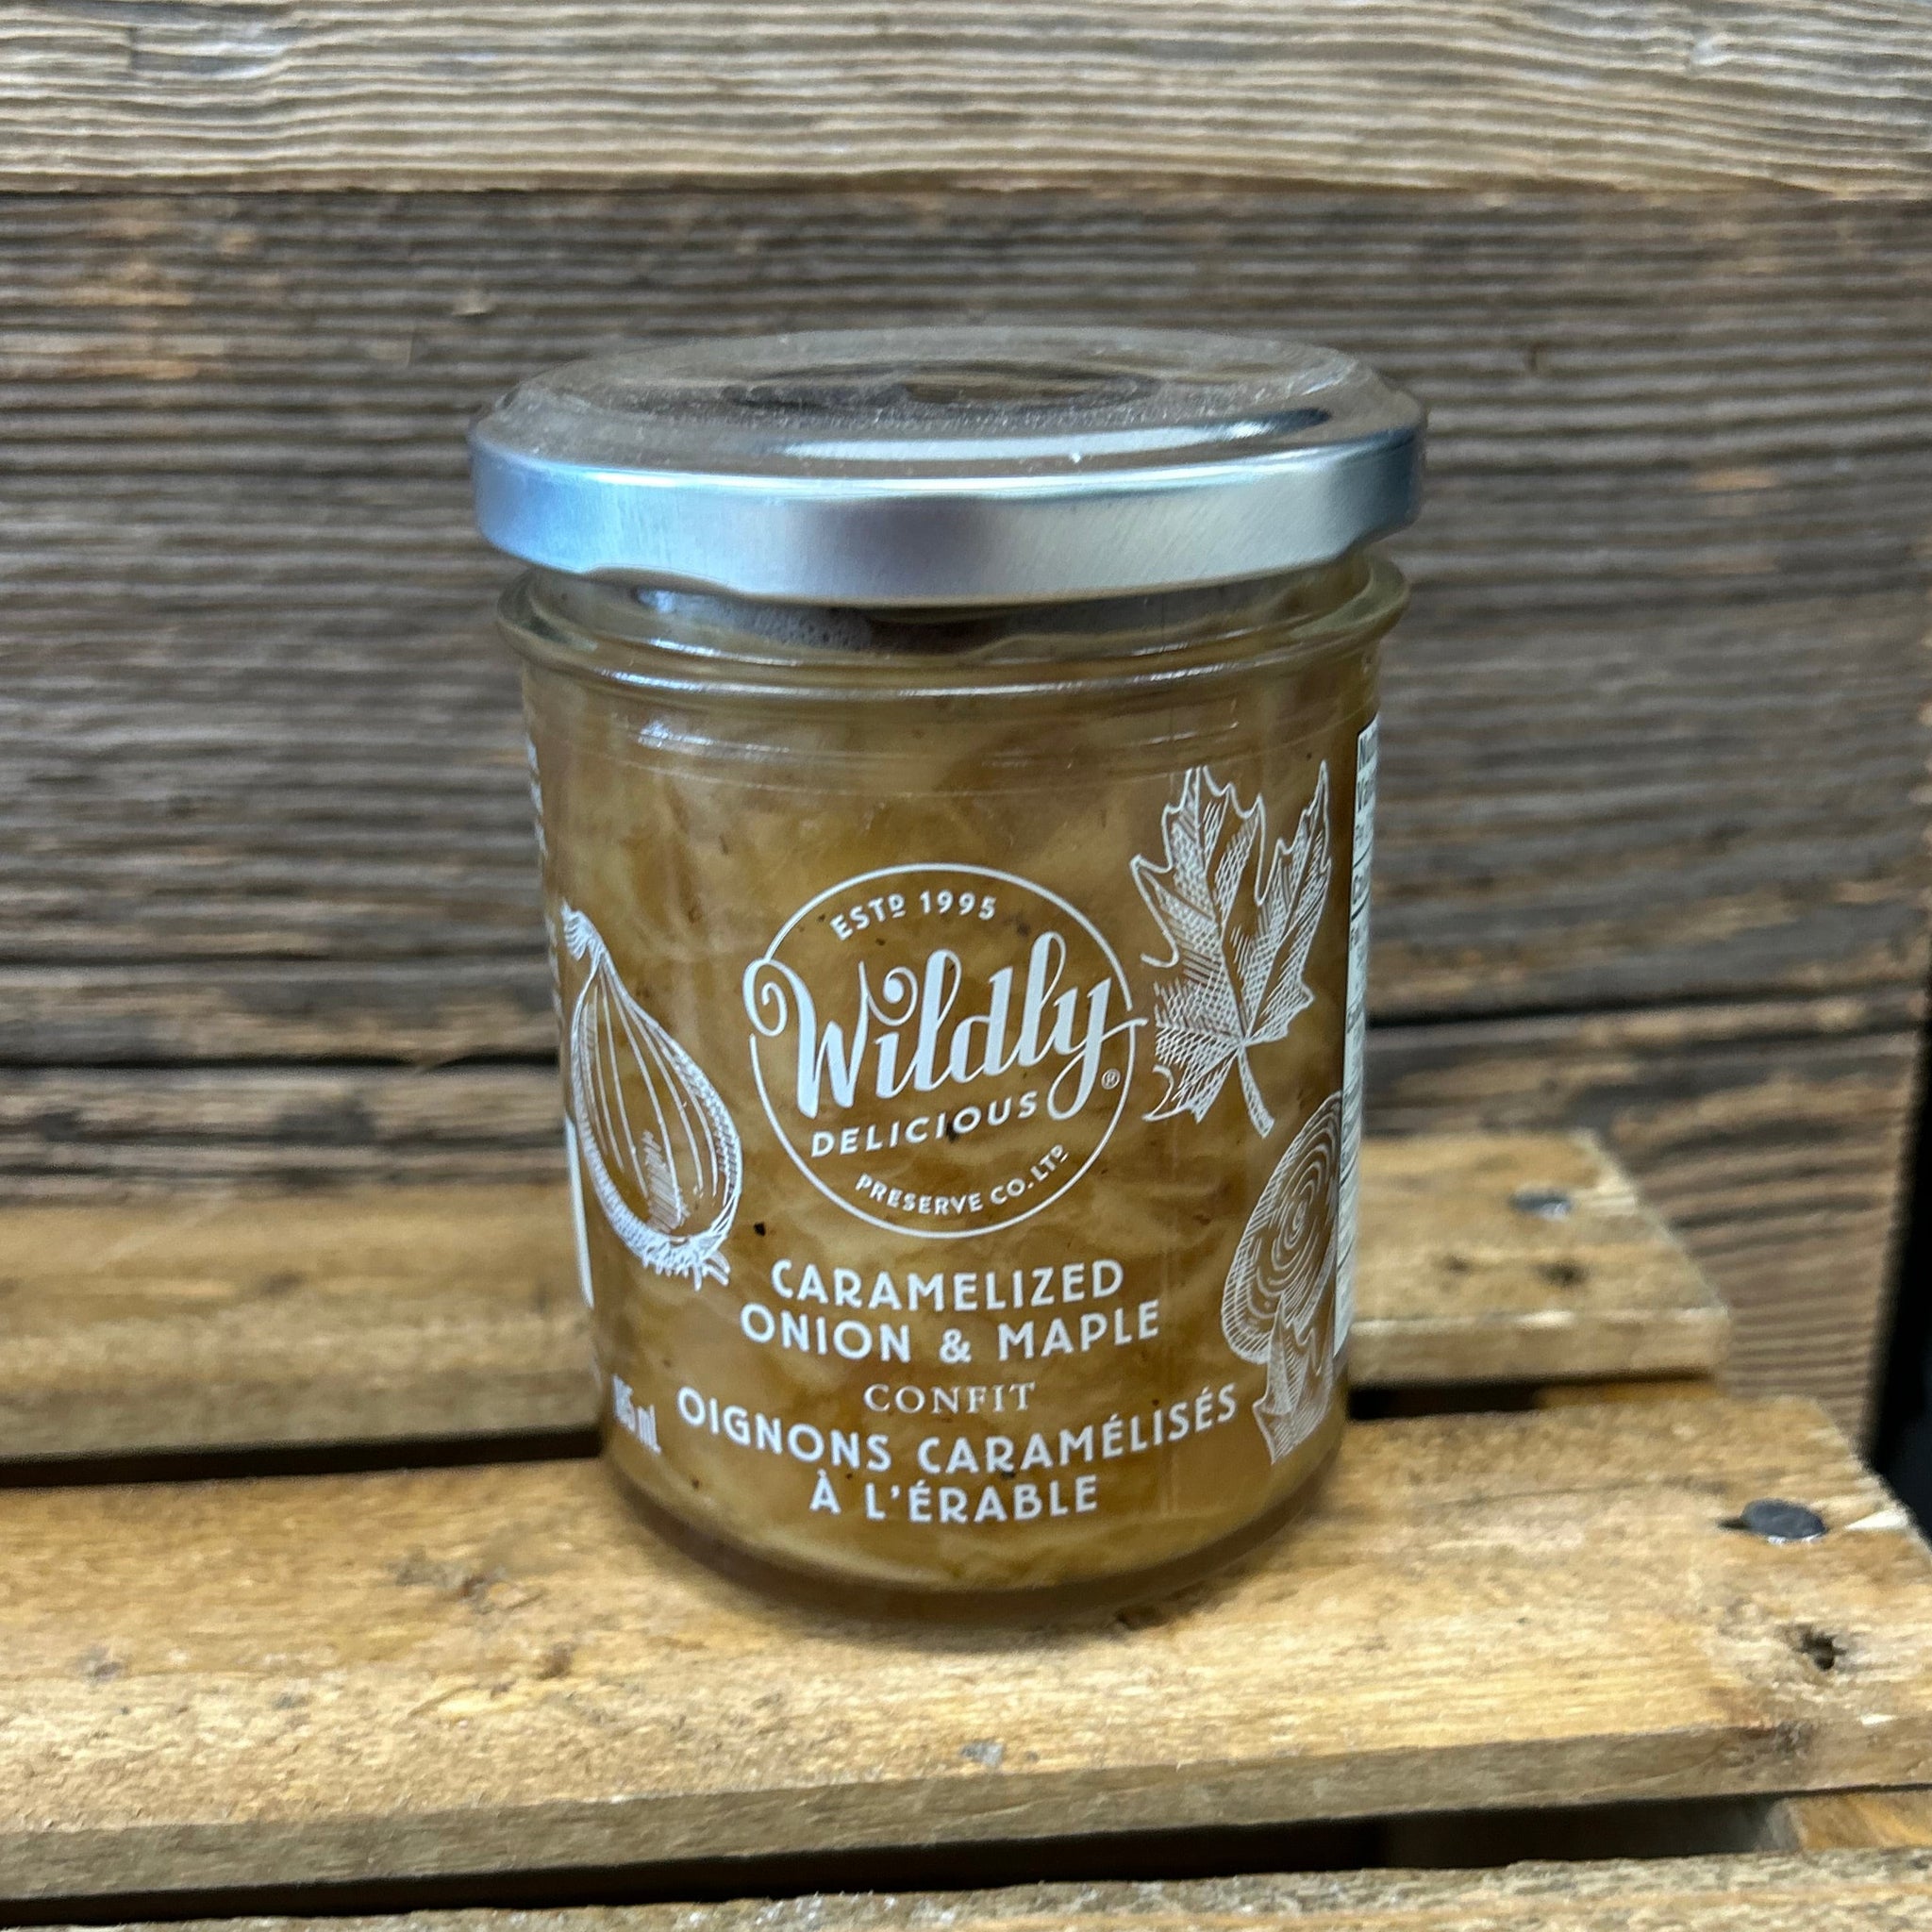 ESTD 1995
Wildly®
DELICIOUS
PRESERVE CO. LTD
CARAMELIZED
ONION & MAPLE
CONFIT
OIGNONS CARAMÉLISÉS
À L'ÉRABLE